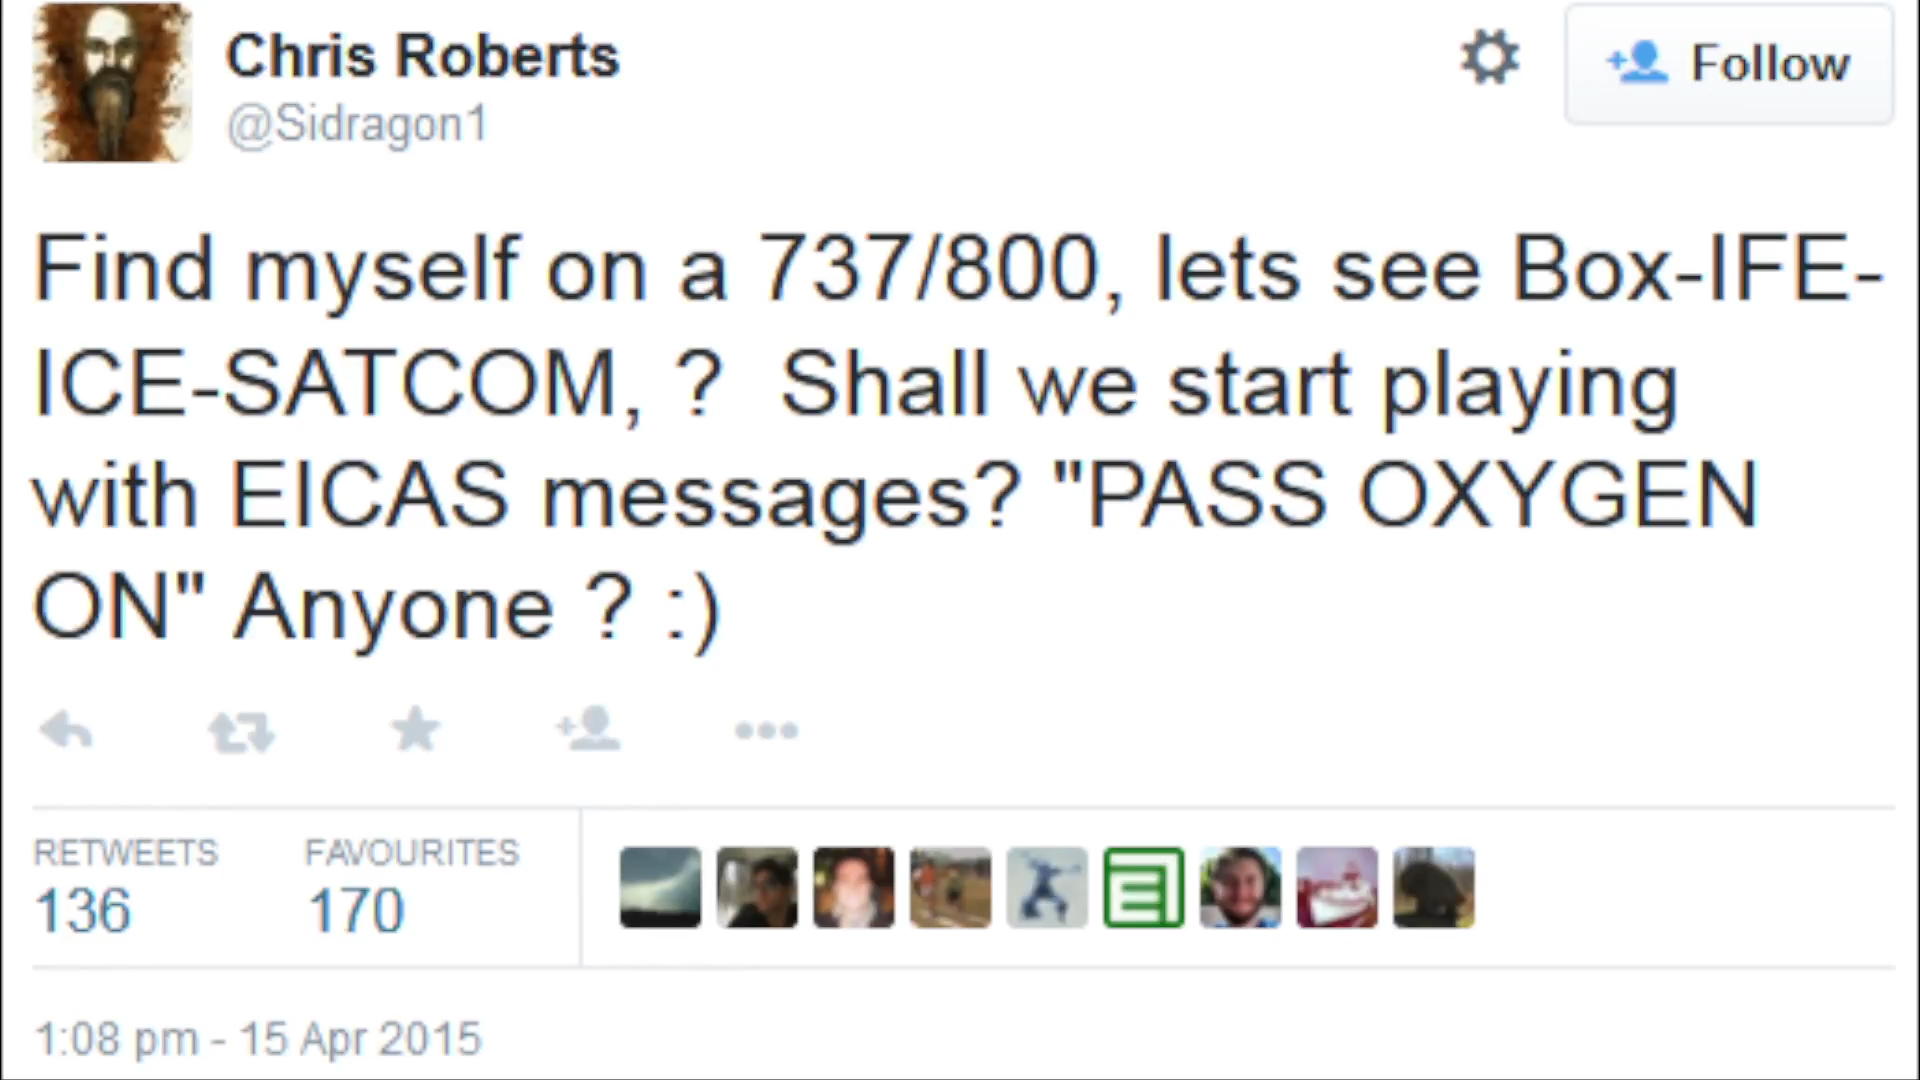 Chris Roberts
@Sidragon1
Follow
Find myself on a 737/800, lets see Box-IFE-
ICE-SATCOM, ?  Shall we start playing
with EICAS messages? "PASS OXYGEN
ON" Anyone ? :)
RETWEETS FAVOURITES
136 170
1:08 pm - 15 Apr 2015